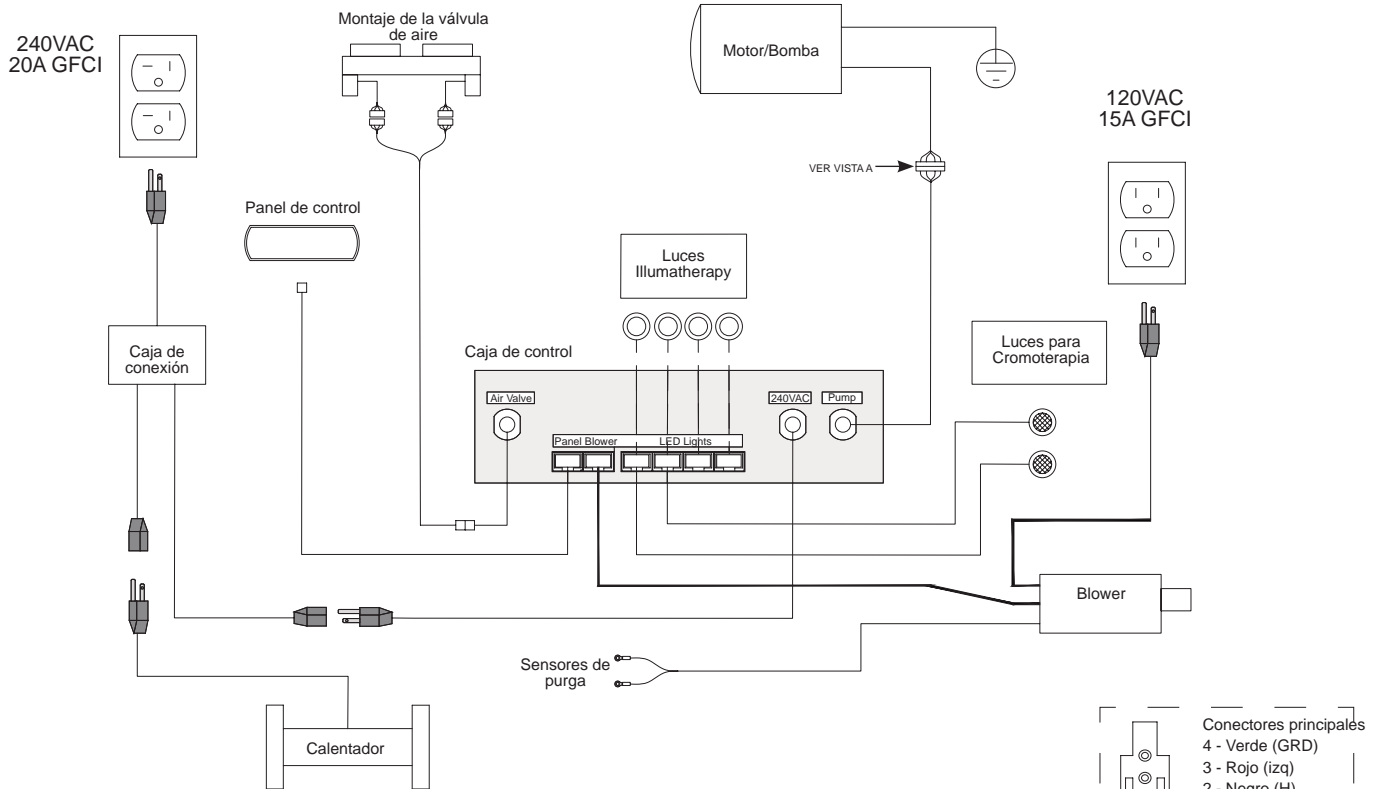 240VAC
20A GFCI
Montaje de la válvula
de aire
Motor/Bomba
120VAC
15A GFCI
VER VISTA A
Panel de control
Luces
Illumatherapy
Caja de
conexión
Caja de control
Luces para
Cromoterapia
Air Valve
240VAC
Pump
Panel Blower
LED Lights
Blower
Sensores de
purga
Calentador
Conectores principales
4 - Verde (GRD)
3 - Rojo (izq)
2 - Negro (H)